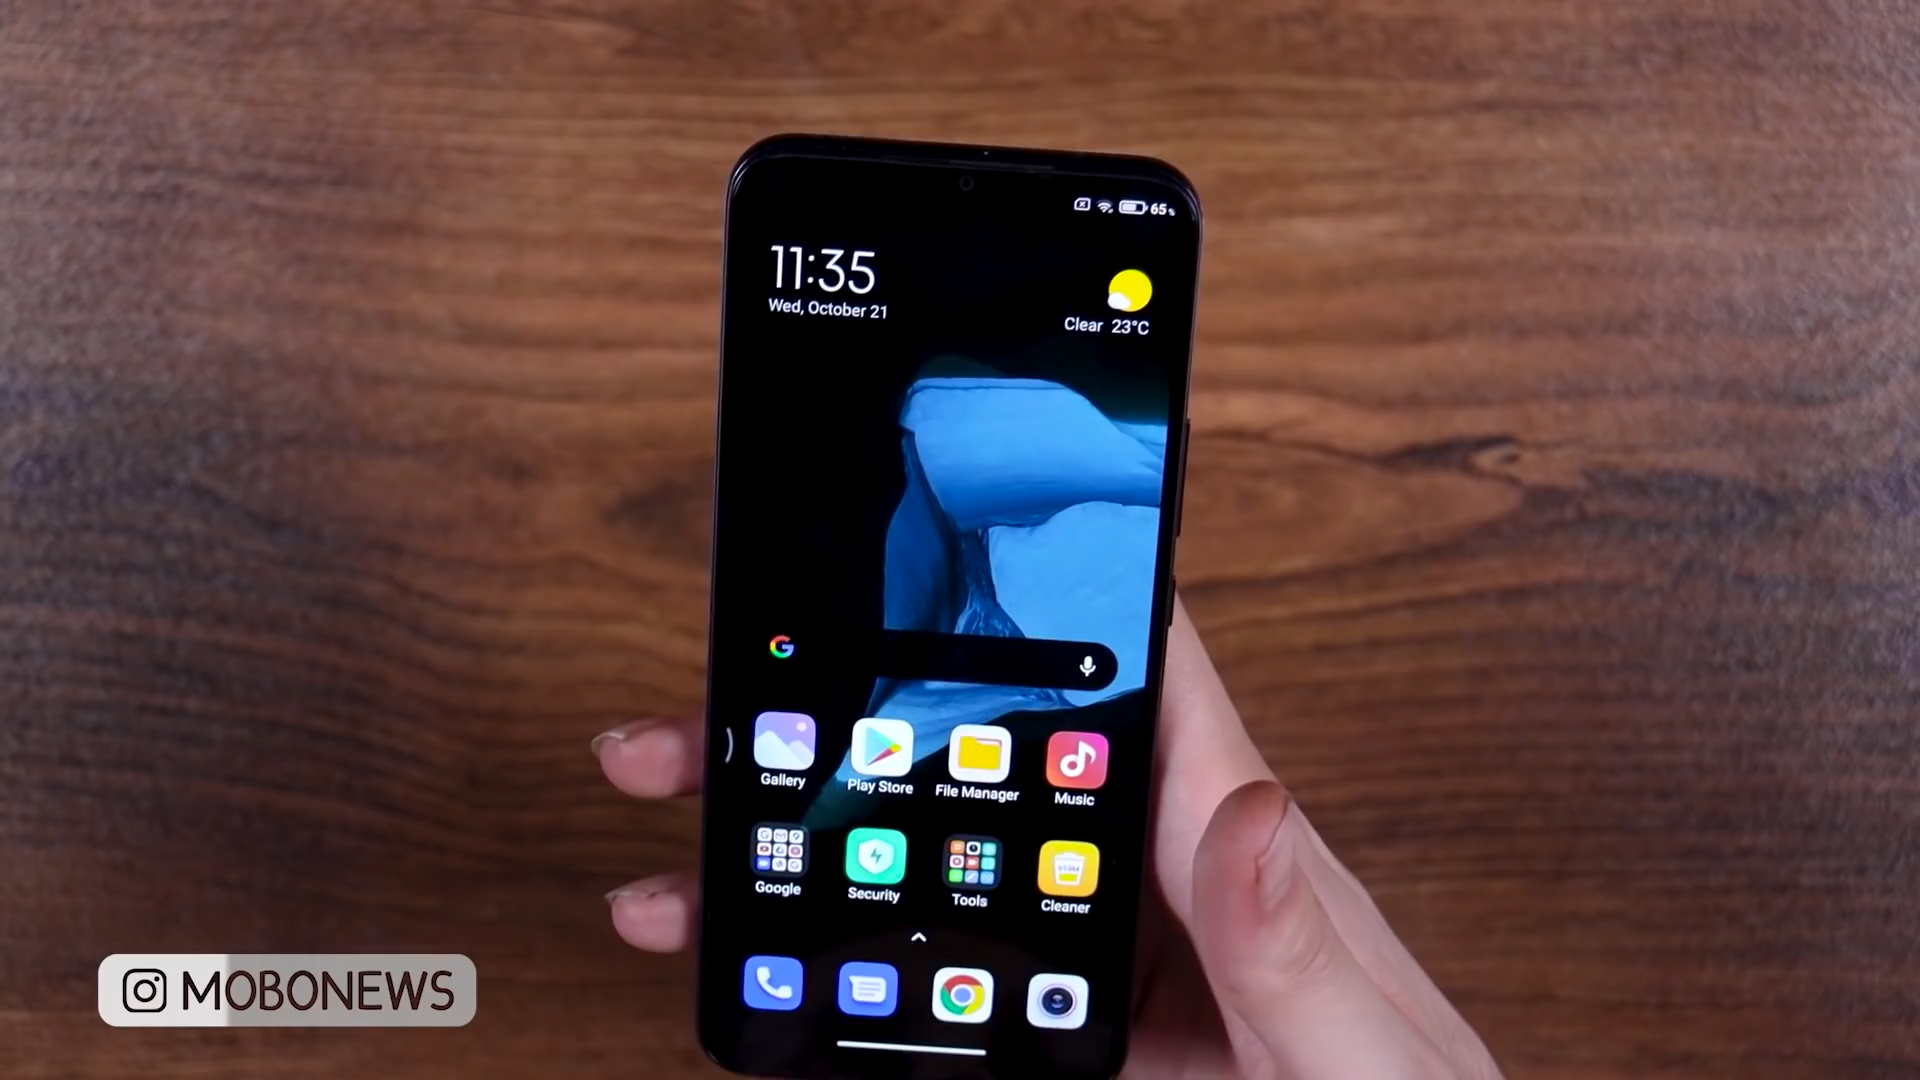 65%
11:35
Wed, October 21
Clear 23°C
Gallery
Play Store
File Manager
Music
Google
Security
Tools
Cleaner
MOBONEWS